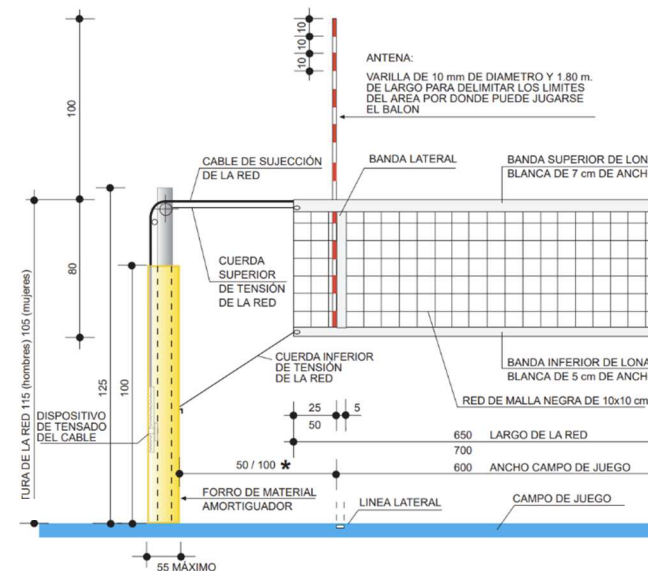 10
10
10
100
80
ANTENA:
VARILLA DE 10 mm DE DIAMETRO Y 1.80 m.
DE LARGO PARA DELIMITAR LOS LIMITES
DEL AREA POR DONDE PUEDE JUGARSE
EL BALON
CABLE DE SUJECCIÓN
DE LA RED
BANDA LATERAL
BANDA SUPERIOR DE LON
BLANCA DE 7 cm DE ANCH
CUERDA
SUPERIOR
DE TENSIÓN
DE LA RED
TURA DE LA RED 115 (hombres) 105 (mujeres)
125
100
CUERDA INFERIOR
DE TENSIÓN
DE LA RED
BANDA INFERIOR DE LONA
BLANCA DE 5 cm DE ANCH
RED DE MALLA NEGRA DE 10x10 cm
DISPOSITIVO
DE TENSADO
DEL CABLE
25
5
50
650 LARGO DE LA RED
700
50 / 100 *
600 ANCHO CAMPO DE JUEGO
FORRO DE MATERIAL
AMORTIGUADOR
LINEA LATERAL
CAMPO DE JUEGO
55 MÁXIMO